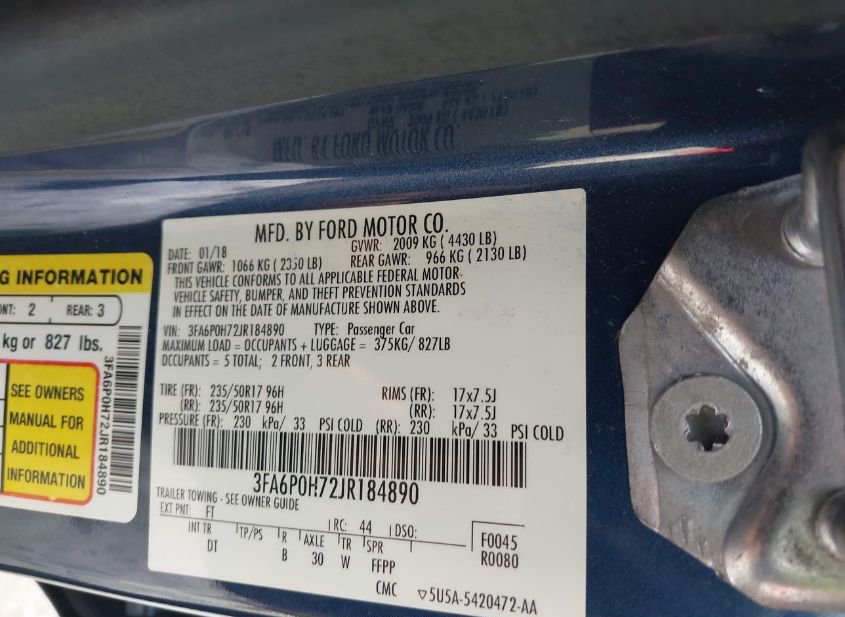 MFD. BY FORD MOTOR CO.
DATE: 01/18 GVWR: 2009 KG ( 4430 LB)
FRONT GAWR: 1066 KG ( 2350 LB) REAR GAWR: 966 KG ( 2130 LB)
THIS VEHICLE CONFORMS TO ALL APPLICABLE FEDERAL MOTOR
VEHICLE SAFETY, BUMPER, AND THEFT PREVENTION STANDARDS
IN EFFECT ON THE DATE OF MANUFACTURE SHOWN ABOVE.
VIN: 3FA6P0H72JR184890 TYPE: Passenger Car
MAXIMUM LOAD = OCCUPANTS + LUGGAGE = 375KG/ 827LB
OCCUPANTS = 5 TOTAL; 2 FRONT, 3 REAR
TIRE (FR): 235/50R17 96H RIMS (FR): 17x7.5J
(RR): 235/50R17 96H (RR): 17x7.5J
PRESSURE (FR): 230 kPa/ 33 PSI COLD (RR): 230 kPa/ 33 PSI COLD
3FA6P0H72JR184890
TRAILER TOWING - SEE OWNER GUIDE
EXT PNT: FT RC: 44 DSO:
INT TR TP/PS R AXLE TR SPR F0045
DT B 30 W FFPP R0080
CMC ▽5U5A-5420472-AA
G INFORMATION
NT: 2 REAR: 3
kg or 827 lbs.
SEE OWNERS
MANUAL FOR
ADDITIONAL
INFORMATION
3FA6P0H72JR184890